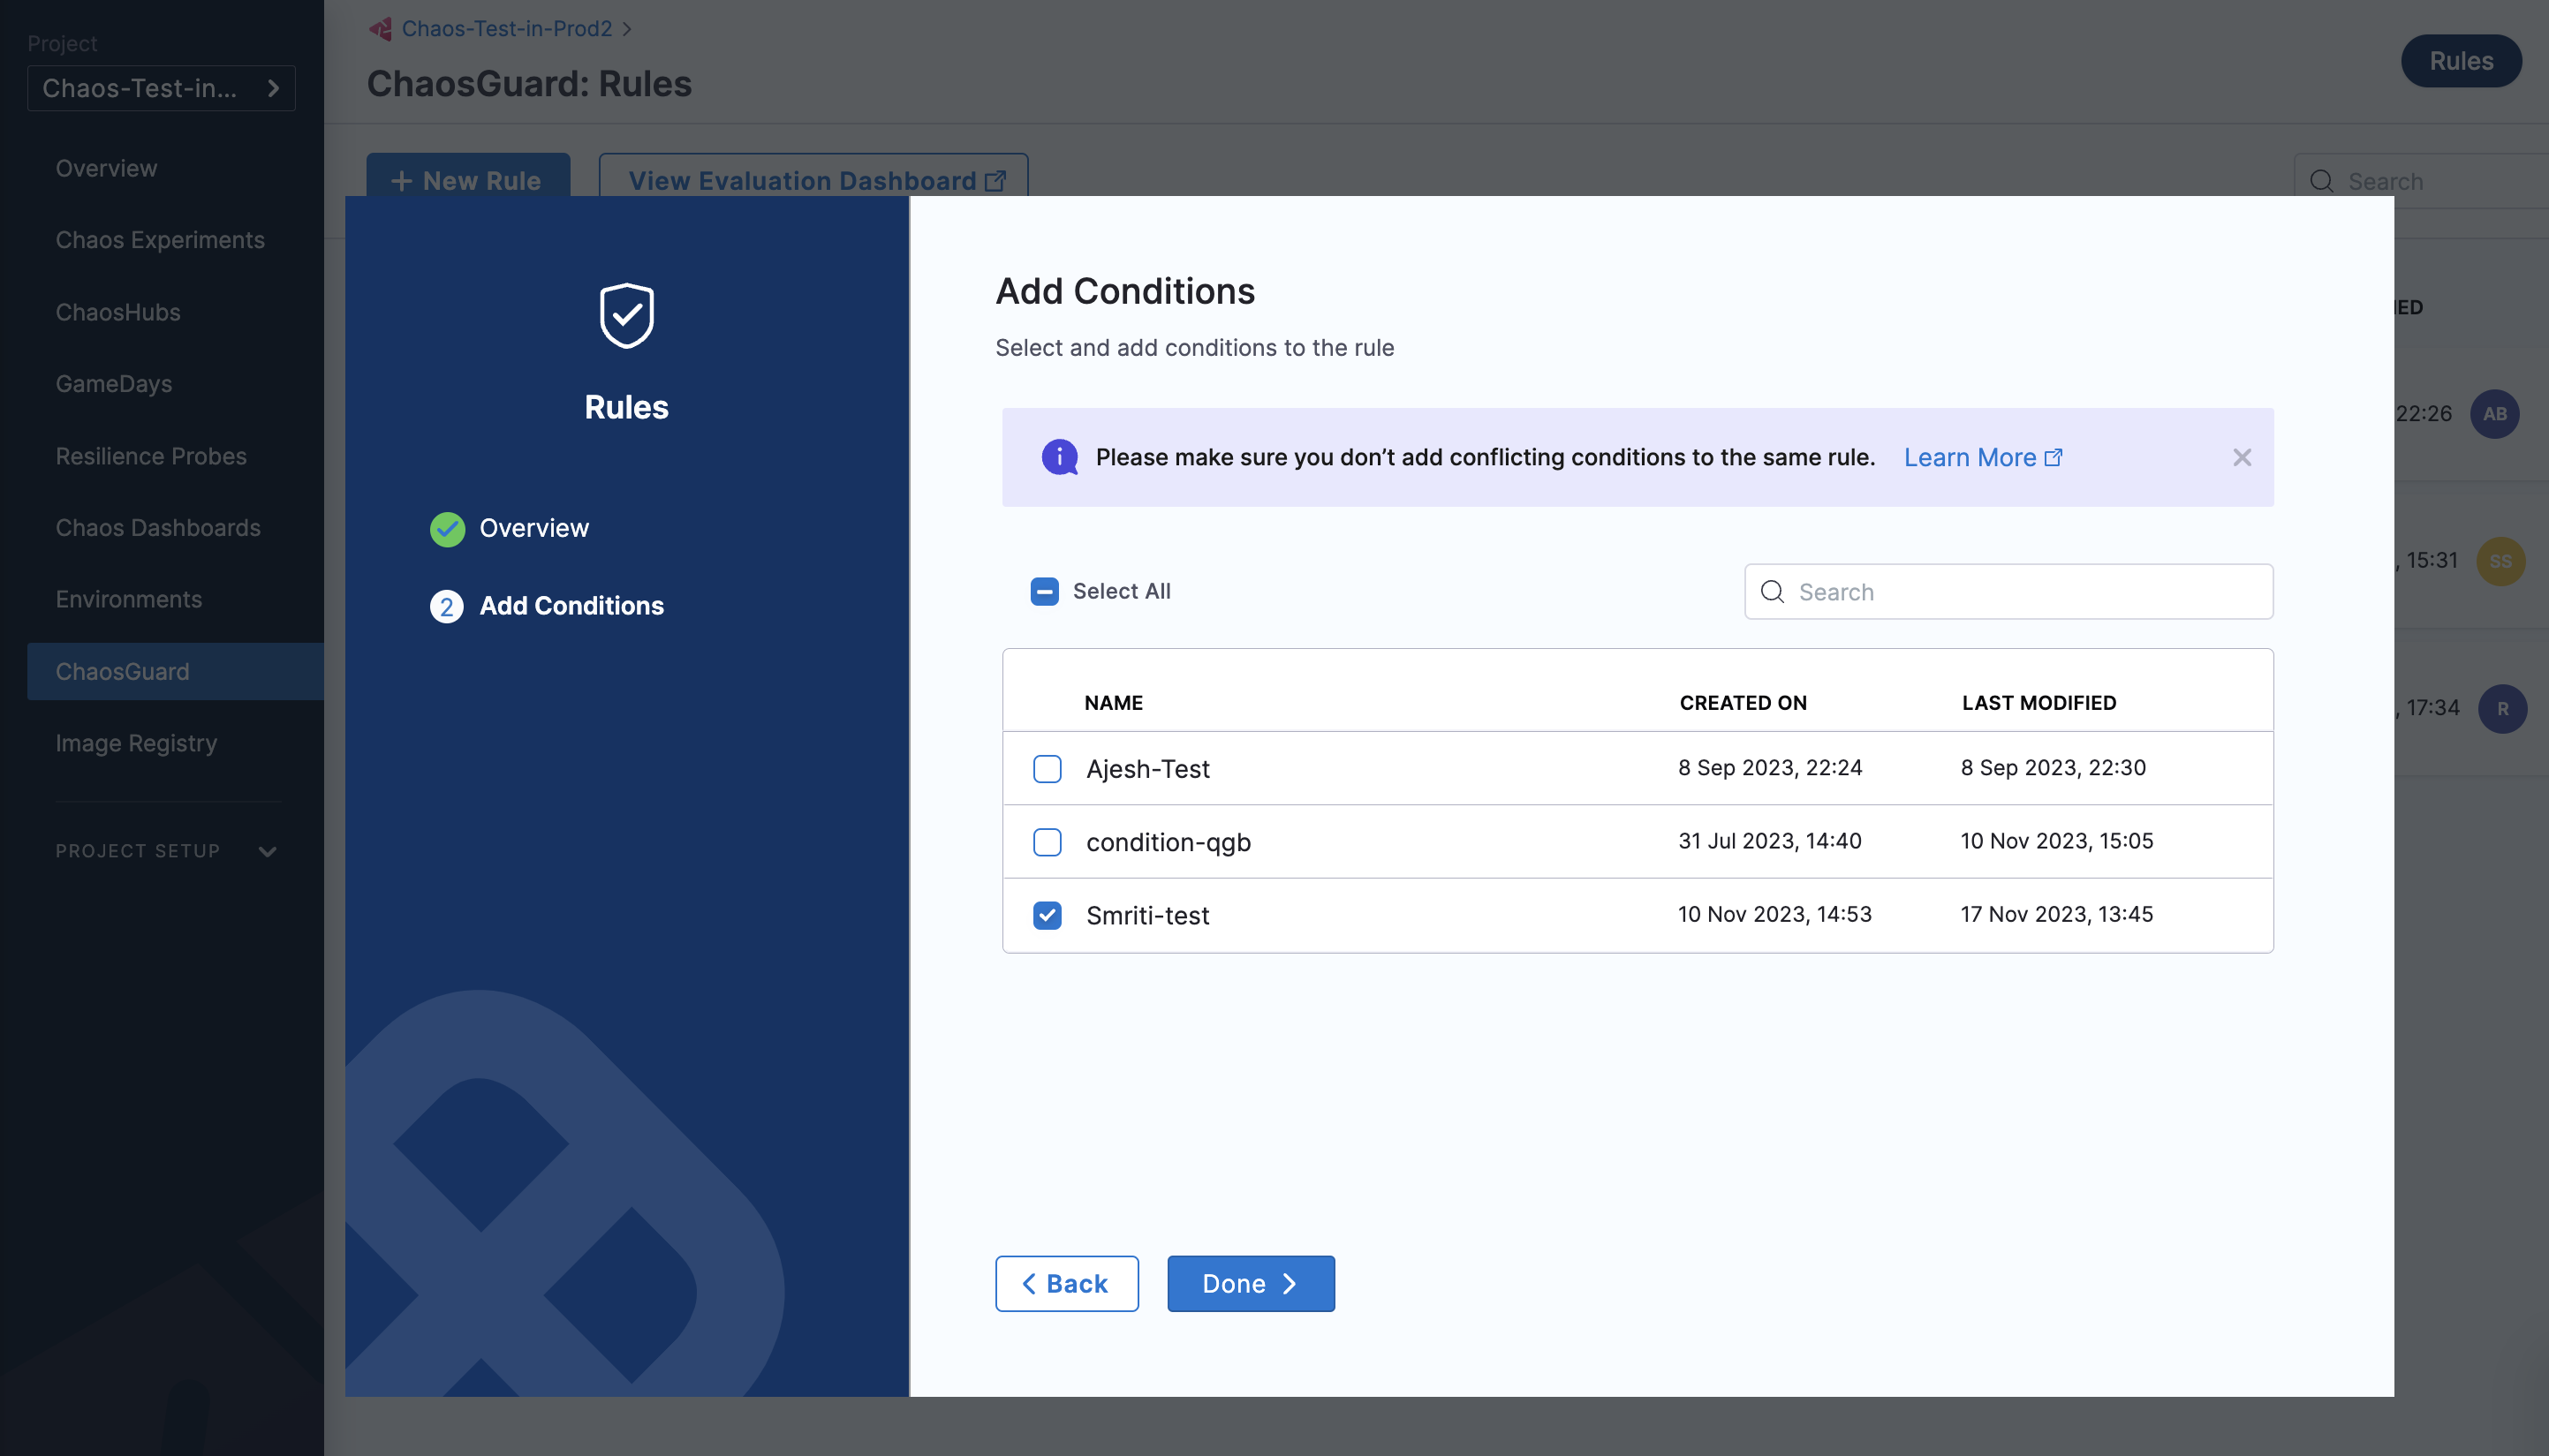 Project
Chaos-Test-in...
Overview
Chaos Experiments
ChaosHubs
GameDays
Resilience Probes
Chaos Dashboards
Environments
ChaosGuard
Image Registry
PROJECT SETUP
Chaos-Test-in-Prod2
ChaosGuard: Rules
Rules
+ New Rule
View Evaluation Dashboard
Search
22:26 AB
, 15:31 SS
, 17:34 R
Rules
Overview
2 Add Conditions
Add Conditions
Select and add conditions to the rule
Please make sure you don’t add conflicting conditions to the same rule. Learn More
Select All
Search
NAME CREATED ON LAST MODIFIED
Ajesh-Test 8 Sep 2023, 22:24 8 Sep 2023, 22:30
condition-qgb 31 Jul 2023, 14:40 10 Nov 2023, 15:05
Smriti-test 10 Nov 2023, 14:53 17 Nov 2023, 13:45
Back
Done